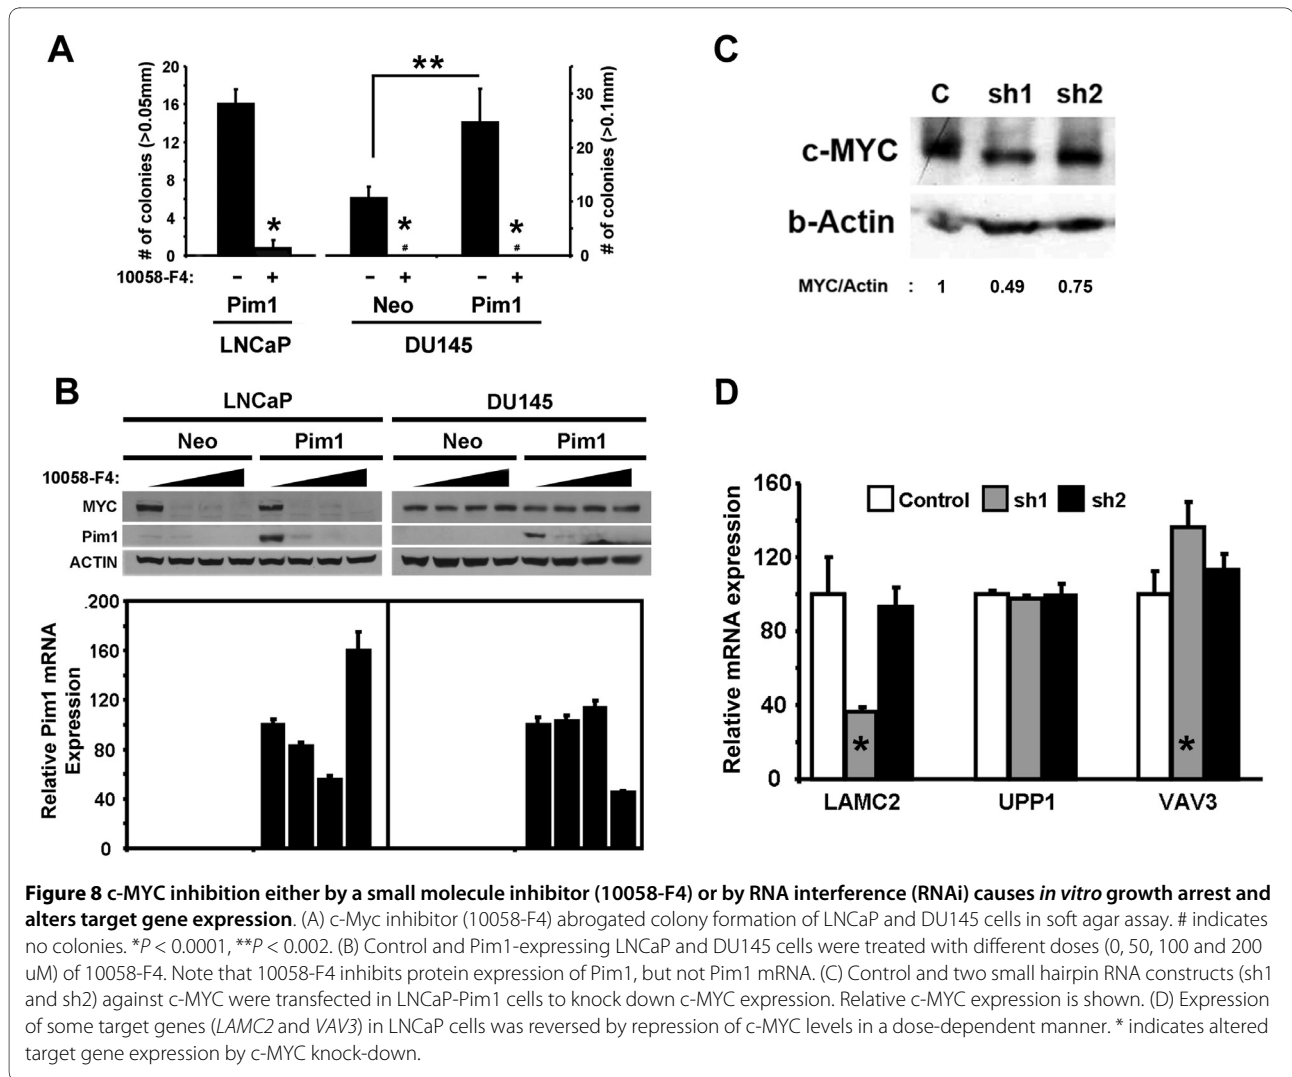 A
20
16
12
8
4
0
# of colonies (>0.05mm)
**
*
*
#
*
#
30
20
10
0
# of colonies (>0.1mm)
10058-F4: – + – + – +
Pim1 Neo Pim1
LNCaP DU145
C
C sh1 sh2
c-MYC
b-Actin
MYC/Actin : 1 0.49 0.75
B
LNCaP DU145
Neo Pim1 Neo Pim1
10058-F4:
MYC
Pim1
ACTIN
200
160
120
80
40
0
Relative Pim1 mRNA
Expression
D
160
120
80
40
0
Relative mRNA expression
Control sh1 sh2
* *
LAMC2 UPP1 VAV3
Figure 8 c-MYC inhibition either by a small molecule inhibitor (10058-F4) or by RNA interference (RNAi) causes in vitro growth arrest and
alters target gene expression. (A) c-Myc inhibitor (10058-F4) abrogated colony formation of LNCaP and DU145 cells in soft agar assay. # indicates
no colonies. *P < 0.0001, **P < 0.002. (B) Control and Pim1-expressing LNCaP and DU145 cells were treated with different doses (0, 50, 100 and 200
uM) of 10058-F4. Note that 10058-F4 inhibits protein expression of Pim1, but not Pim1 mRNA. (C) Control and two small hairpin RNA constructs (sh1
and sh2) against c-MYC were transfected in LNCaP-Pim1 cells to knock down c-MYC expression. Relative c-MYC expression is shown. (D) Expression
of some target genes (LAMC2 and VAV3) in LNCaP cells was reversed by repression of c-MYC levels in a dose-dependent manner. * indicates altered
target gene expression by c-MYC knock-down.